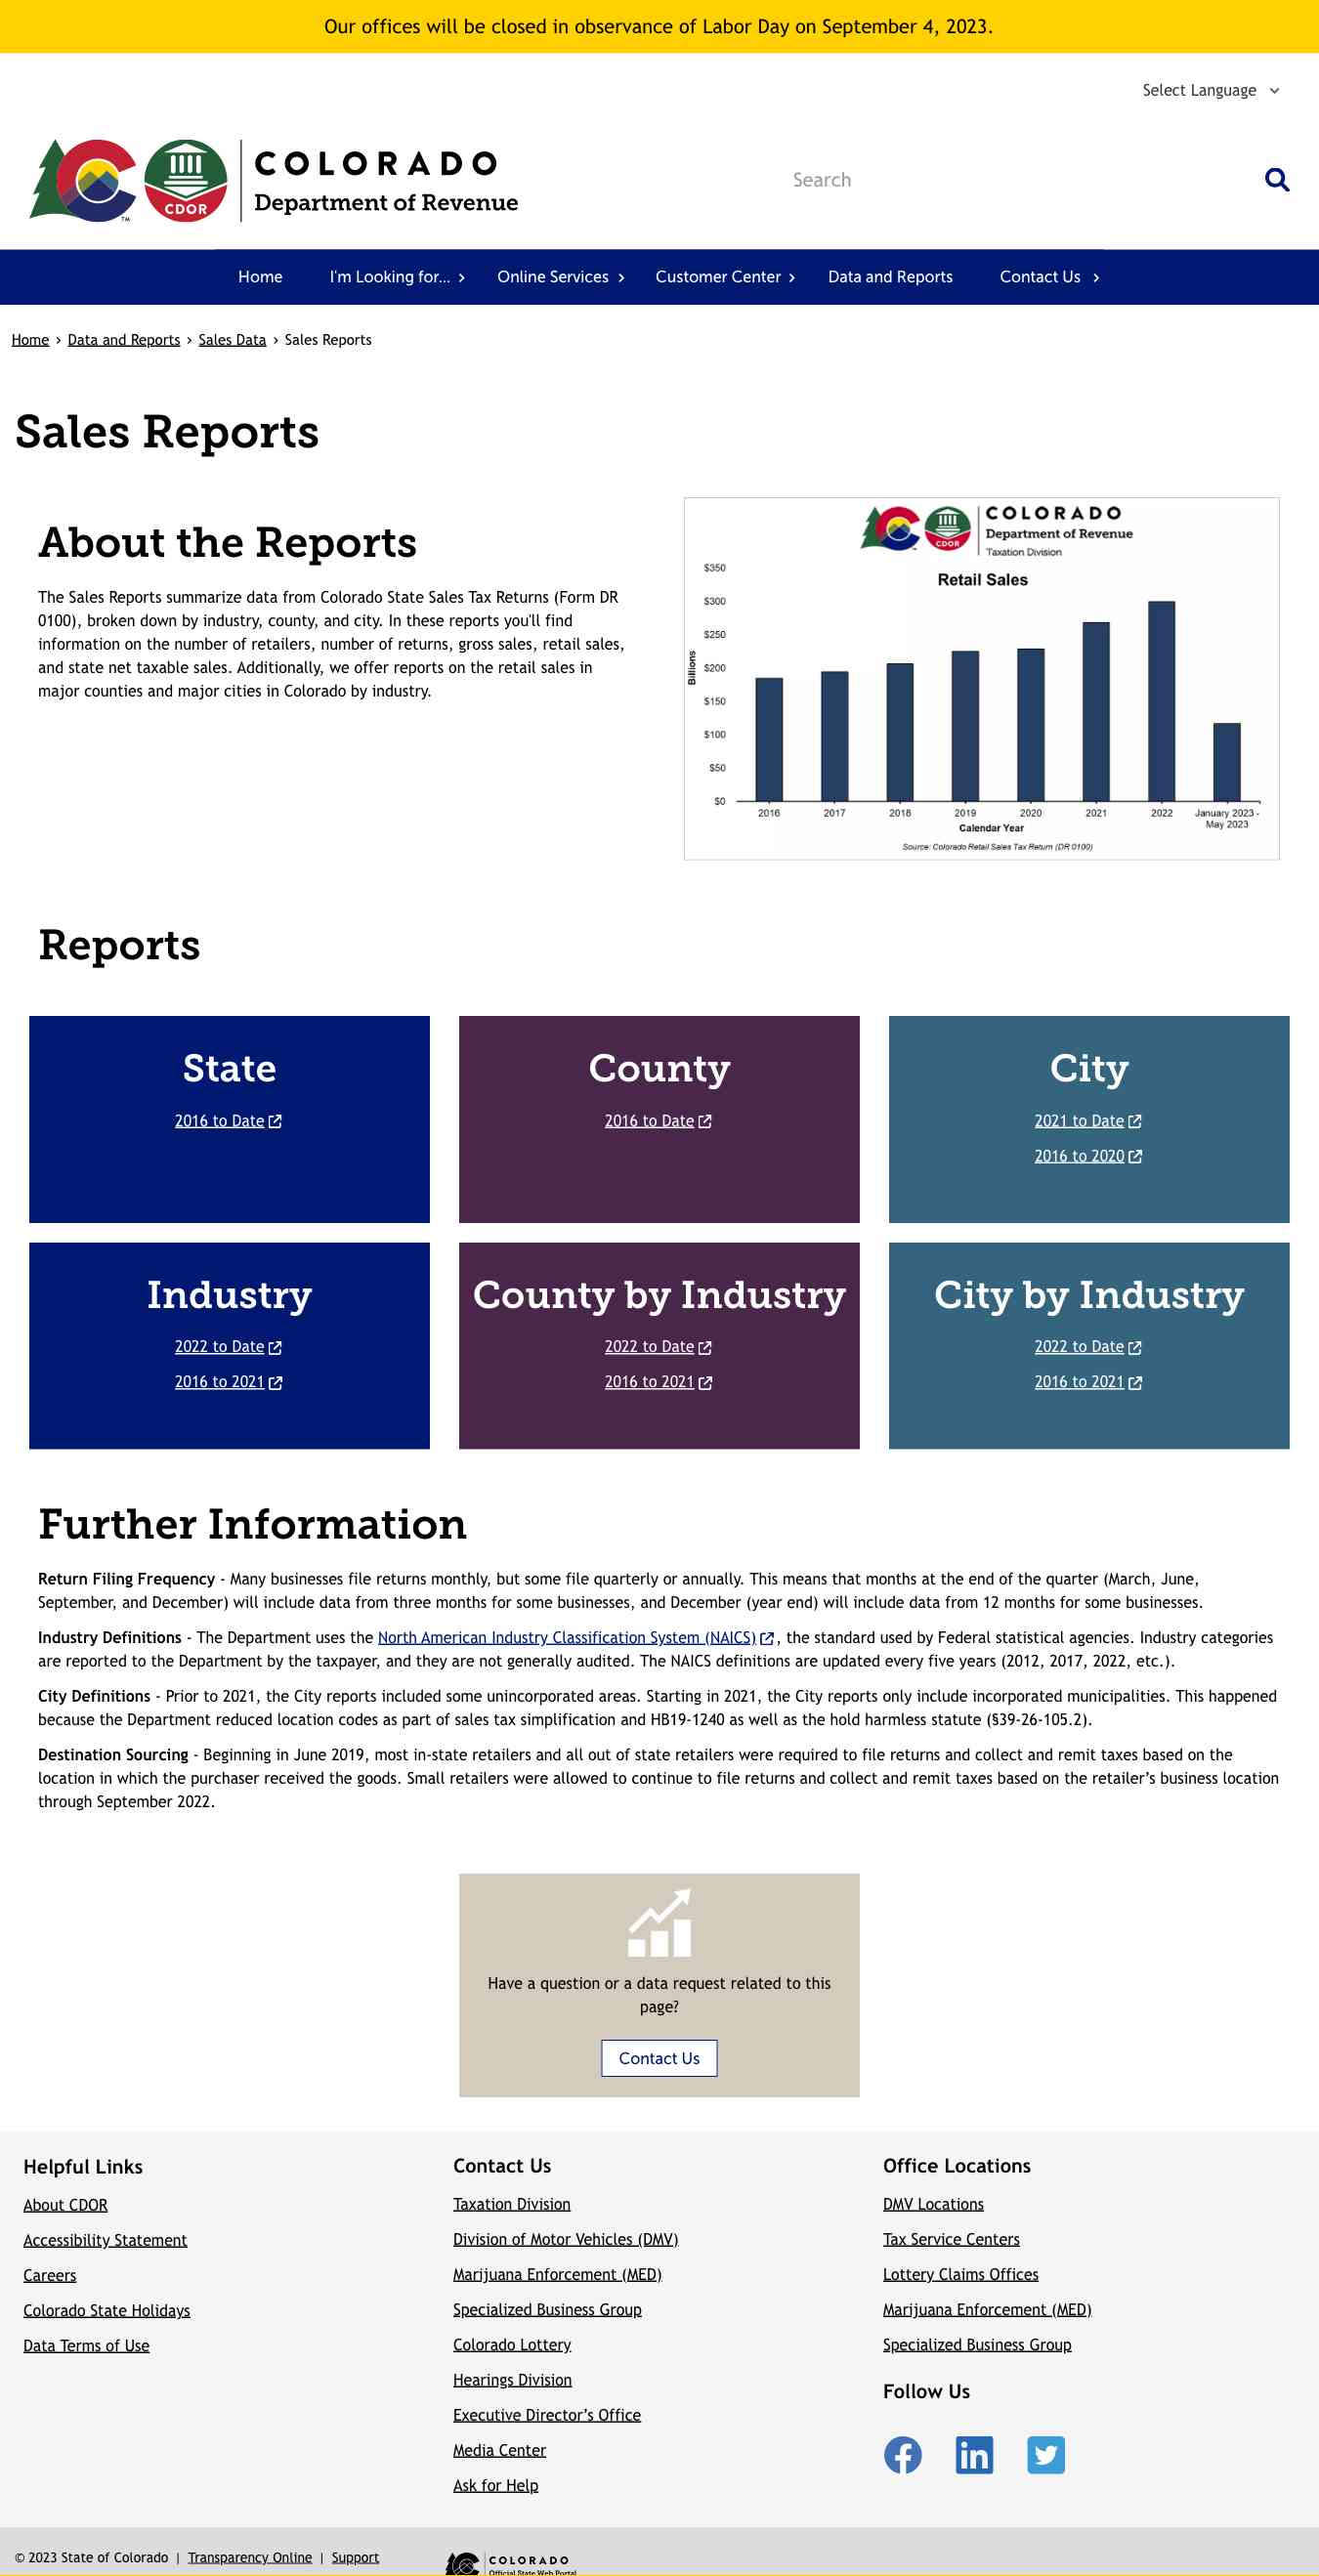 Our offices will be closed in observance of Labor Day on September 4, 2023.
Select Language
COLORADO
Department of Revenue
CDOR
TM
Search
Home
I'm Looking for...
Online Services
Customer Center
Data and Reports
Contact Us
Home › Data and Reports › Sales Data › Sales Reports
Sales Reports
About the Reports
The Sales Reports summarize data from Colorado State Sales Tax Returns (Form DR
0100), broken down by industry, county, and city. In these reports you'll find
information on the number of retailers, number of returns, gross sales, retail sales,
and state net taxable sales. Additionally, we offer reports on the retail sales in
major counties and major cities in Colorado by industry.
COLORADO
Department of Revenue
CDOR
Taxation Division
Retail Sales
$350
$300
$250
$200
$150
$100
$50
$0
Billions
2016 2017 2018 2019 2020 2021 2022 January 2023 -
May 2023
Calendar Year
Source: Colorado Retail Sales Tax Return (DR 0100)
Reports
State
2016 to Date
County
2016 to Date
City
2021 to Date
2016 to 2020
Industry
2022 to Date
2016 to 2021
County by Industry
2022 to Date
2016 to 2021
City by Industry
2022 to Date
2016 to 2021
Further Information
Return Filing Frequency - Many businesses file returns monthly, but some file quarterly or annually. This means that months at the end of the quarter (March, June,
September, and December) will include data from three months for some businesses, and December (year end) will include data from 12 months for some businesses.
Industry Definitions - The Department uses the North American Industry Classification System (NAICS), the standard used by Federal statistical agencies. Industry categories
are reported to the Department by the taxpayer, and they are not generally audited. The NAICS definitions are updated every five years (2012, 2017, 2022, etc.).
City Definitions - Prior to 2021, the City reports included some unincorporated areas. Starting in 2021, the City reports only include incorporated municipalities. This happened
because the Department reduced location codes as part of sales tax simplification and HB19-1240 as well as the hold harmless statute (§39-26-105.2).
Destination Sourcing - Beginning in June 2019, most in-state retailers and all out of state retailers were required to file returns and collect and remit taxes based on the
location in which the purchaser received the goods. Small retailers were allowed to continue to file returns and collect and remit taxes based on the retailer’s business location
through September 2022.
Have a question or a data request related to this
page?
Contact Us
Helpful Links
About CDOR
Accessibility Statement
Careers
Colorado State Holidays
Data Terms of Use
Contact Us
Taxation Division
Division of Motor Vehicles (DMV)
Marijuana Enforcement (MED)
Specialized Business Group
Colorado Lottery
Hearings Division
Executive Director’s Office
Media Center
Ask for Help
Office Locations
DMV Locations
Tax Service Centers
Lottery Claims Offices
Marijuana Enforcement (MED)
Specialized Business Group
Follow Us
© 2023 State of Colorado | Transparency Online | Support
COLORADO
Official State Web Portal